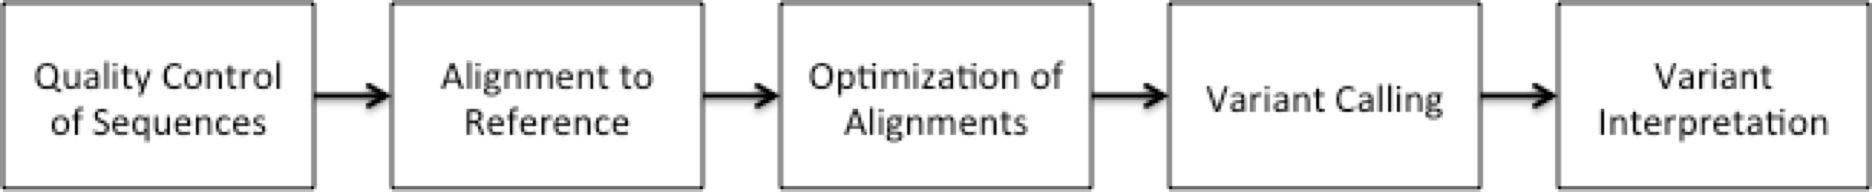 Quality Control
of Sequences
Alignment to
Reference
Optimization of
Alignments
Variant Calling
Variant
Interpretation